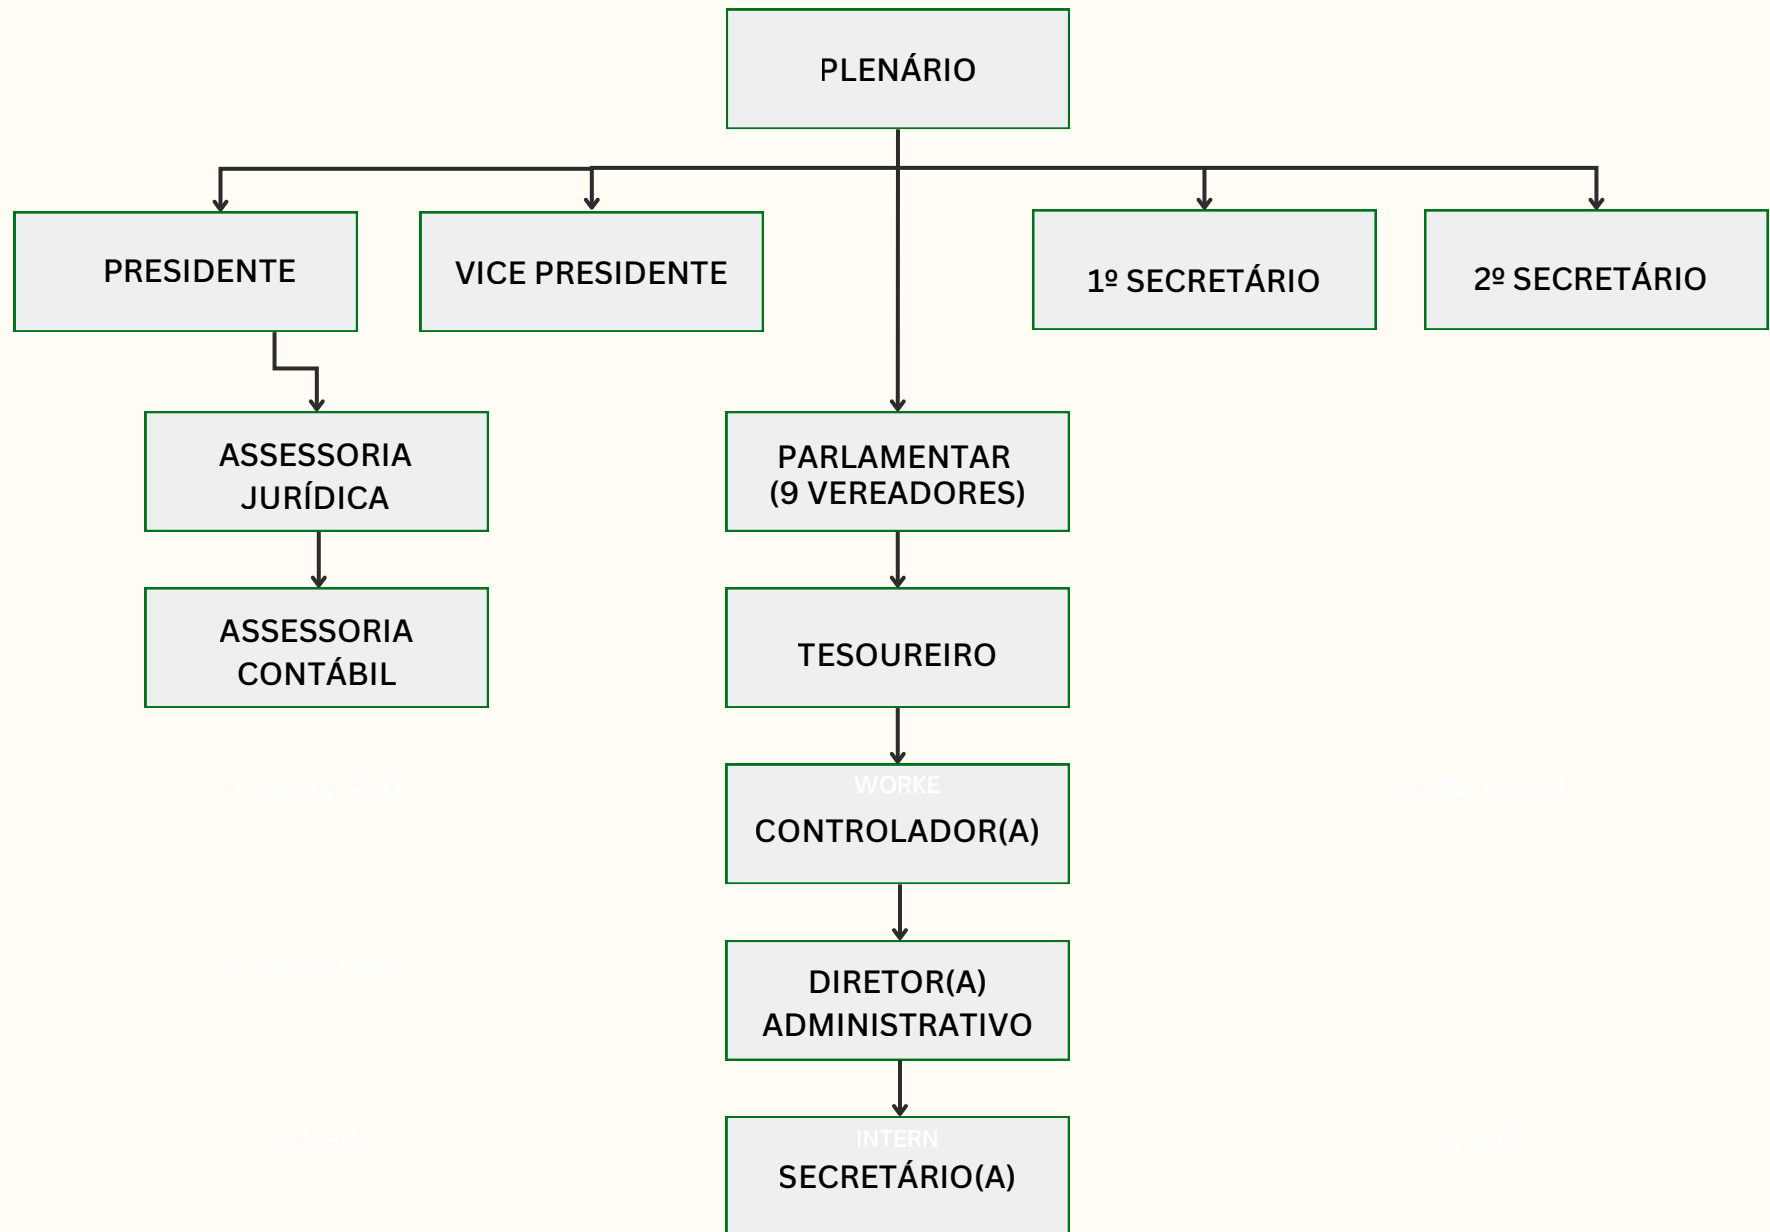 PLENÁRIO
PRESIDENTE
VICE PRESIDENTE
1º SECRETÁRIO
2º SECRETÁRIO
ASSESSORIA
JURÍDICA
PARLAMENTAR
(9 VEREADORES)
ASSESSORIA
CONTÁBIL
TESOUREIRO
WORKE
CONTROLADOR(A)
DIRETOR(A)
ADMINISTRATIVO
INTERN
SECRETÁRIO(A)